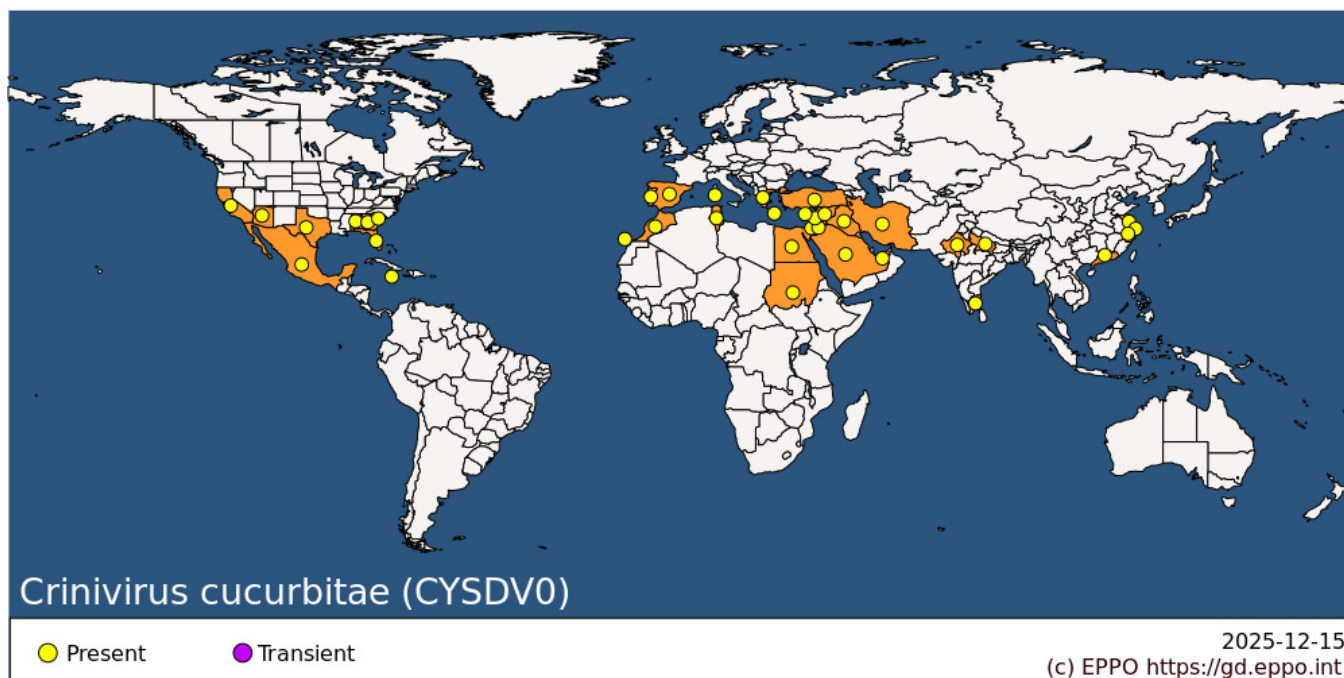 Crinivirus cucurbitae (CYSDV0)
Present
Transient
2025-12-15
(c) EPPO https://gd.eppo.int